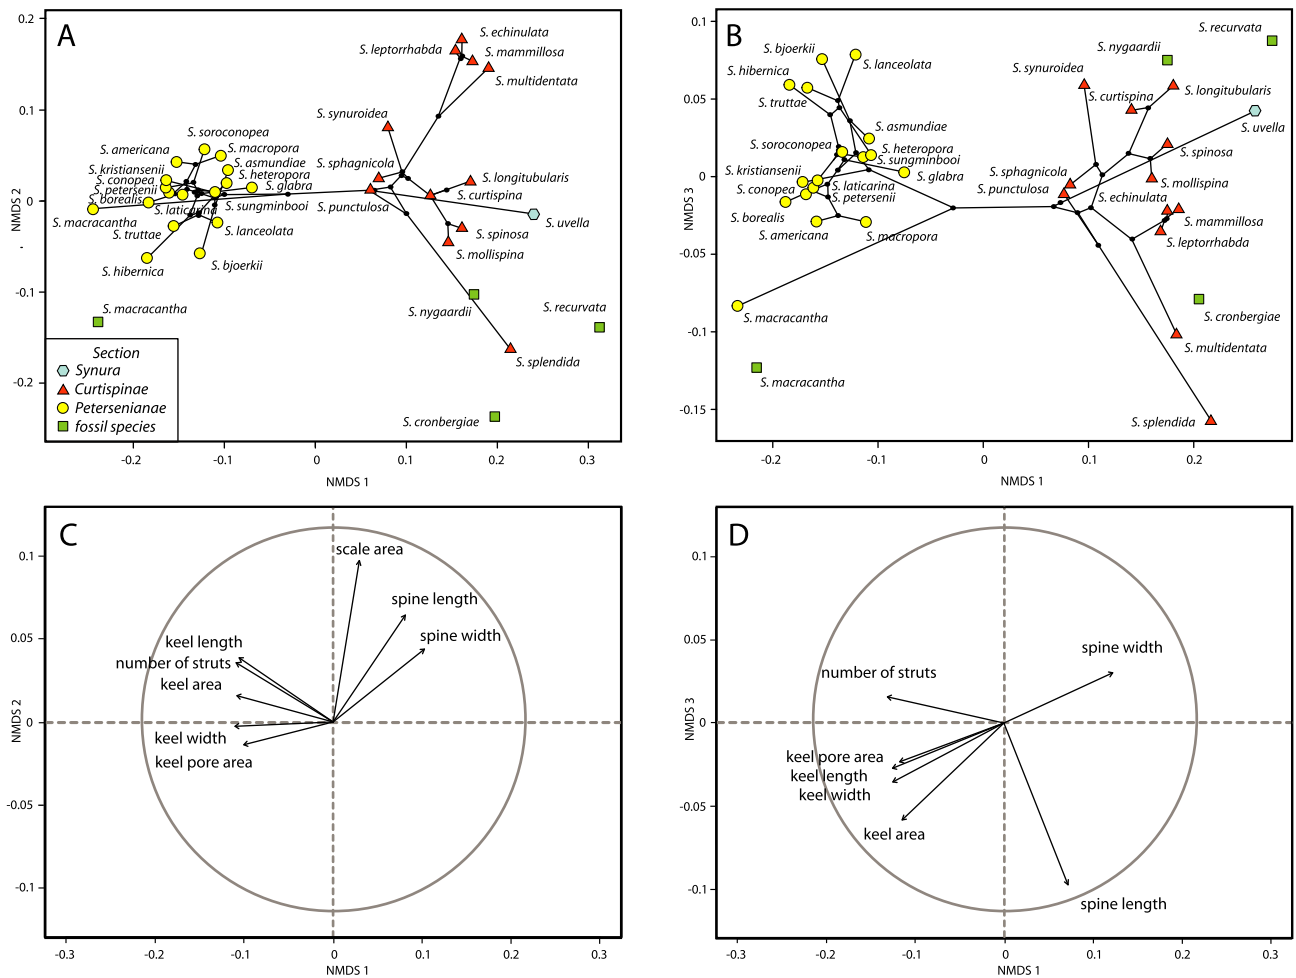 A
0.2
0.1
0
-
-0.1
-0.2
NMDS 2
S. echinulata
S. leptorrhabda
S. mammillosa
S. multidentata
S. synuroidea
S. soroconopea
S. americana
S. macropora
S. kristiansenii
S. asmundiae
S. conopea
S. heteropora
S. sphagnicola
S. longitubularis
S. petersenii
S. glabra
S. curtispina
S. borealis
S. laticarina
S. sungminbooi
S. punctulosa
S. macracantha
S. uvella
S. truttae
S. lanceolata
S. spinosa
S. hibernica
S. bjoerkii
S. mollispina
S. macracantha
S. nygaardii
S. recurvata
S. splendida
S. cronbergiae
Section
Synura
Curtispinae
Petersenianae
fossil species
-0.2
-0.1
0
0.1
0.2
0.3
NMDS 1
B
0.1
0.05
0
-0.05
-0.1
-0.15
NMDS 3
S. recurvata
S. bjoerkii
S. nygaardii
S. hibernica
S. lanceolata
S. synuroidea
S. truttae
S. curtispina
S. longitubularis
S. asmundiae
S. uvella
S. soroconopea
S. heteropora
S. spinosa
S. sungminbooi
S. kristiansenii
S. glabra
S. sphagnicola
S. conopea
S. laticarina
S. punctulosa
S. mollispina
S. petersenii
S. echinulata
S. borealis
S. mammillosa
S. americana
S. macropora
S. leptorrhabda
S. macracantha
S. cronbergiae
S. multidentata
S. macracantha
S. splendida
-0.2
-0.1
0
0.1
0.2
NMDS 1
C
0.1
0.05
0
-0.05
-0.1
NMDS 2
scale area
spine length
spine width
keel length
number of struts
keel area
keel width
keel pore area
-0.3
-0.2
-0.1
0
0.1
0.2
0.3
NMDS 1
D
0.1
0.05
0
-0.05
-0.1
NMDS 3
spine width
number of struts
keel pore area
keel length
keel width
keel area
spine length
-0.3
-0.2
-0.1
0
0.1
0.2
0.3
NMDS 1